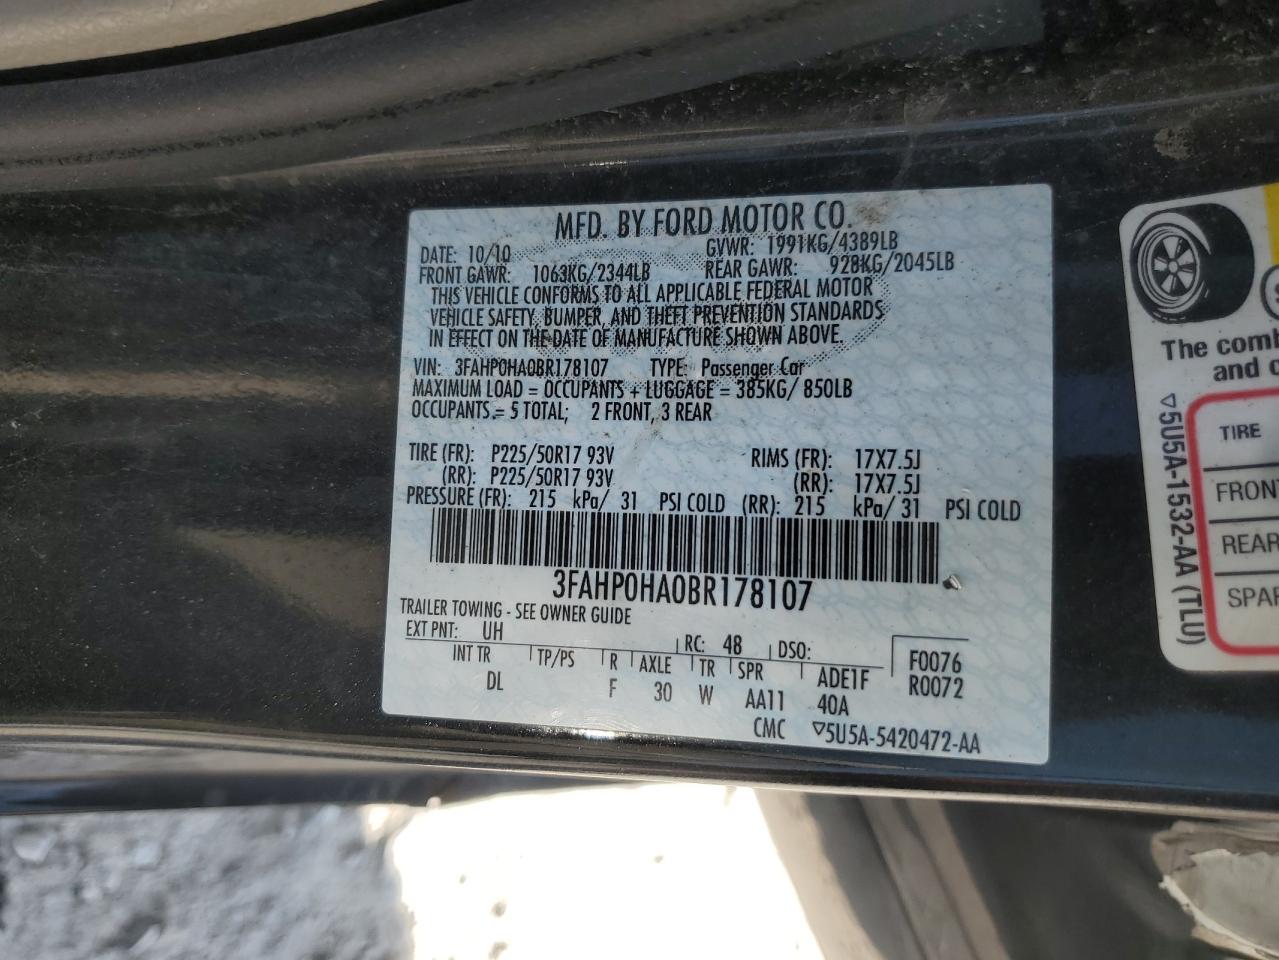 MFD. BY FORD MOTOR CO.
DATE: 10/10 GVWR: 1991KG/4389LB
FRONT GAWR: 1063KG/2344LB REAR GAWR: 928KG/2045LB
THIS VEHICLE CONFORMS TO ALL APPLICABLE FEDERAL MOTOR
VEHICLE SAFETY, BUMPER, AND THEFT PREVENTION STANDARDS
IN EFFECT ON THE DATE OF MANUFACTURE SHOWN ABOVE.
VIN: 3FAHP0HA0BR178107 TYPE: Passenger Car
MAXIMUM LOAD = OCCUPANTS + LUGGAGE = 385KG/ 850LB
OCCUPANTS = 5 TOTAL; 2 FRONT, 3 REAR
TIRE (FR): P225/50R17 93V RIMS (FR): 17X7.5J
(RR): P225/50R17 93V (RR): 17X7.5J
PRESSURE (FR): 215 kPa/ 31 PSI COLD (RR): 215 kPa/ 31 PSI COLD
3FAHP0HA0BR178107
TRAILER TOWING - SEE OWNER GUIDE
EXT PNT: UH RC: 48 DSO: F0076
INT TR TP/PS R AXLE TR SPR ADE1F R0072
DL F 30 W AA11 40A
CMC ▽5U5A-5420472-AA
The comb
and c
TIRE
FRONT
REAR
SPAR
▽5U5A-1532-AA (TLU)